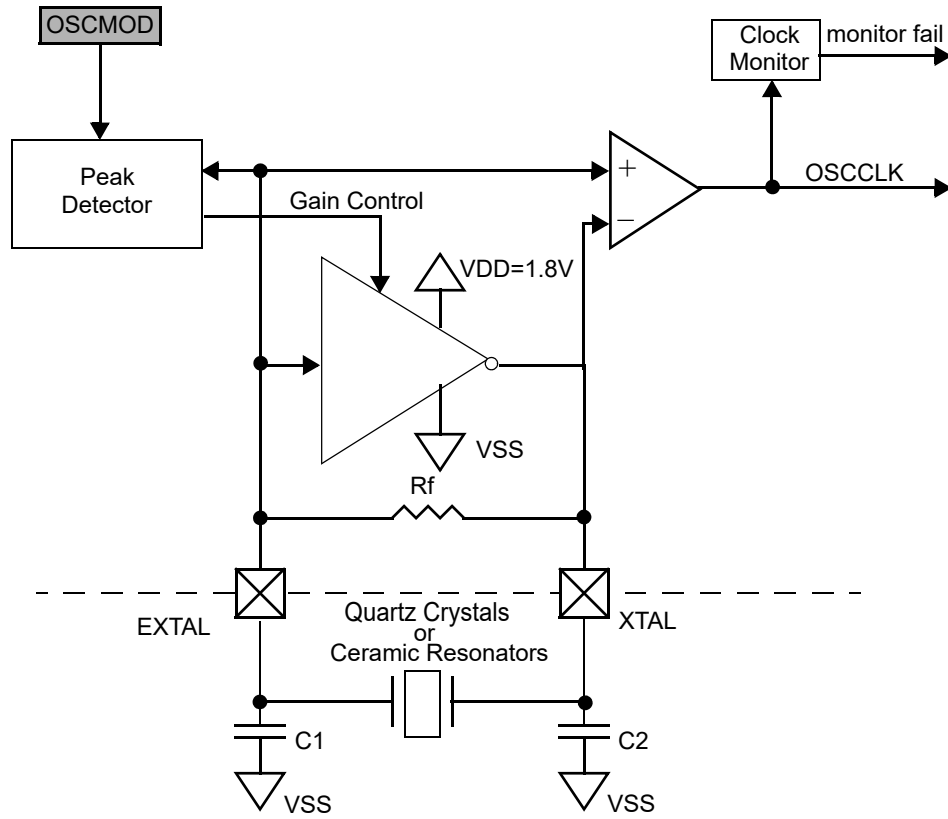 OSCMOD
Clock
Monitor
monitor fail
Peak
Detector
+
OSCCLK
Gain Control
−
VDD=1.8V
VSS
Rf
EXTAL
Quartz Crystals
or
Ceramic Resonators
XTAL
C1
C2
VSS
VSS